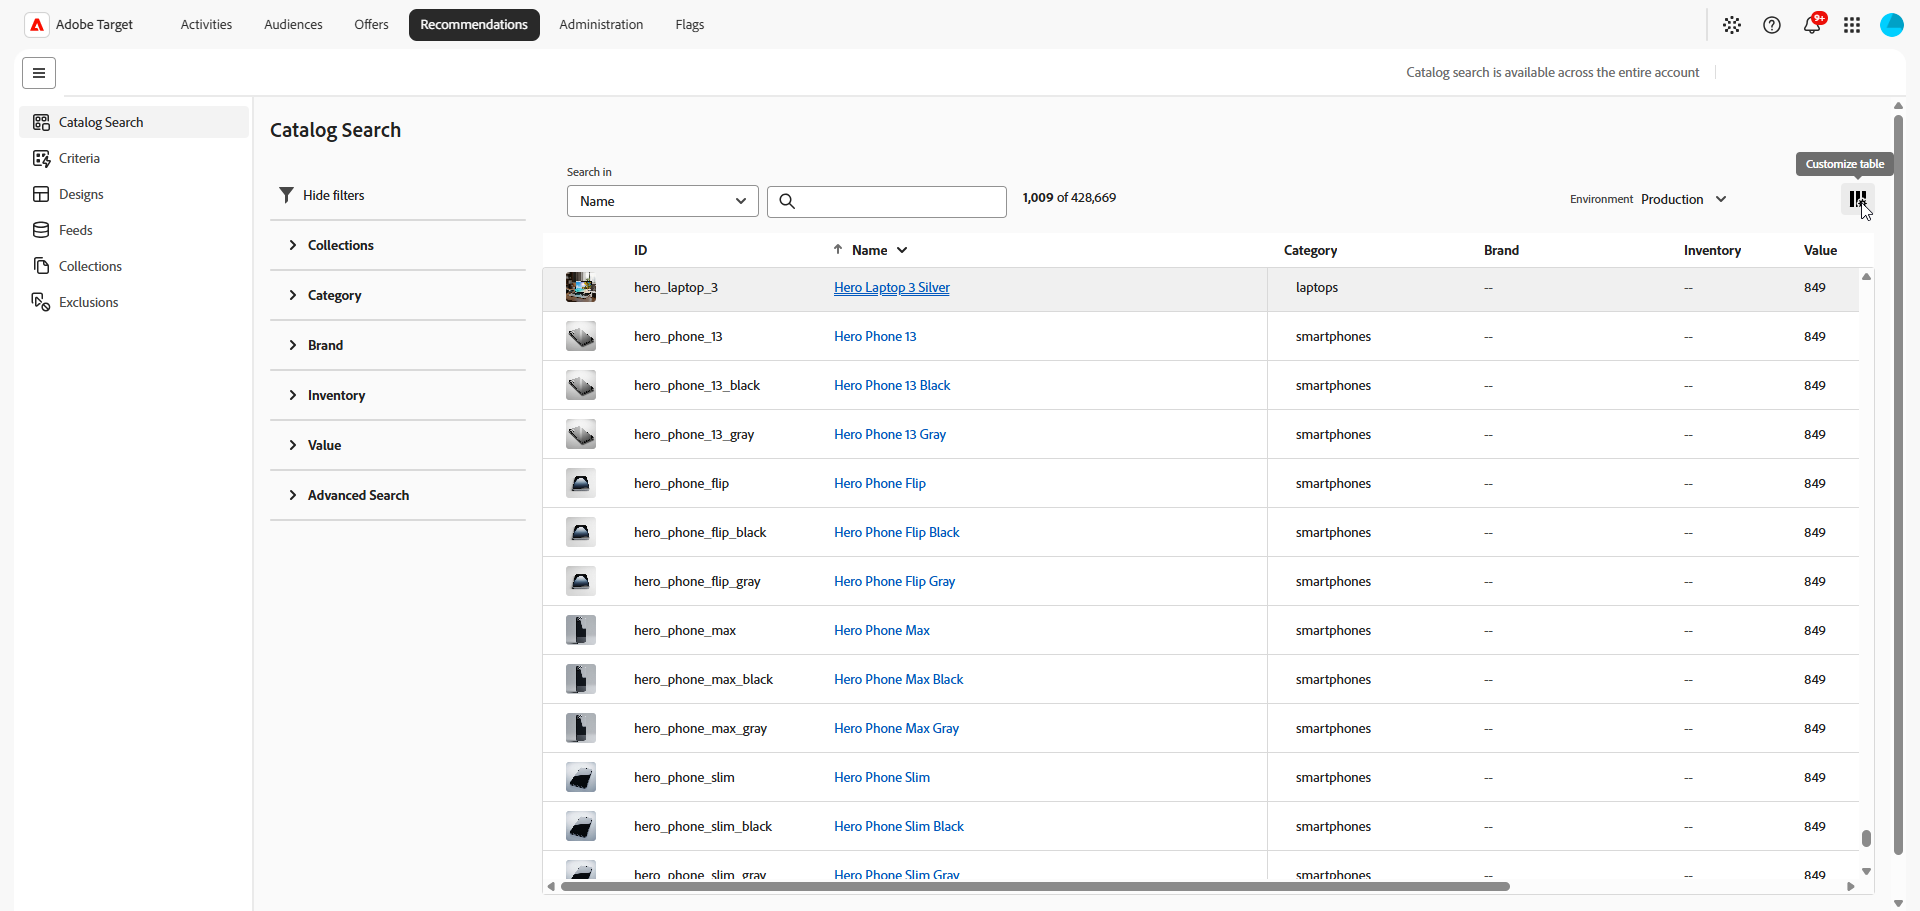 Adobe Target
Activities
Audiences
Offers
Recommendations
Administration
Flags
9+
Catalog search is available across the entire account
Catalog Search
Criteria
Designs
Feeds
Collections
Exclusions
Catalog Search
Hide filters
Collections
Category
Brand
Inventory
Value
Advanced Search
Search in
Name
1,009 of 428,669
Environment Production
Customize table
ID Name Category Brand Inventory Value
hero_laptop_3 Hero Laptop 3 Silver laptops -- -- 849
hero_phone_13 Hero Phone 13 smartphones -- -- 849
hero_phone_13_black Hero Phone 13 Black smartphones -- -- 849
hero_phone_13_gray Hero Phone 13 Gray smartphones -- -- 849
hero_phone_flip Hero Phone Flip smartphones -- -- 849
hero_phone_flip_black Hero Phone Flip Black smartphones -- -- 849
hero_phone_flip_gray Hero Phone Flip Gray smartphones -- -- 849
hero_phone_max Hero Phone Max smartphones -- -- 849
hero_phone_max_black Hero Phone Max Black smartphones -- -- 849
hero_phone_max_gray Hero Phone Max Gray smartphones -- -- 849
hero_phone_slim Hero Phone Slim smartphones -- -- 849
hero_phone_slim_black Hero Phone Slim Black smartphones -- -- 849
hero_phone_slim_gray Hero Phone Slim Gray smartphones -- -- 849